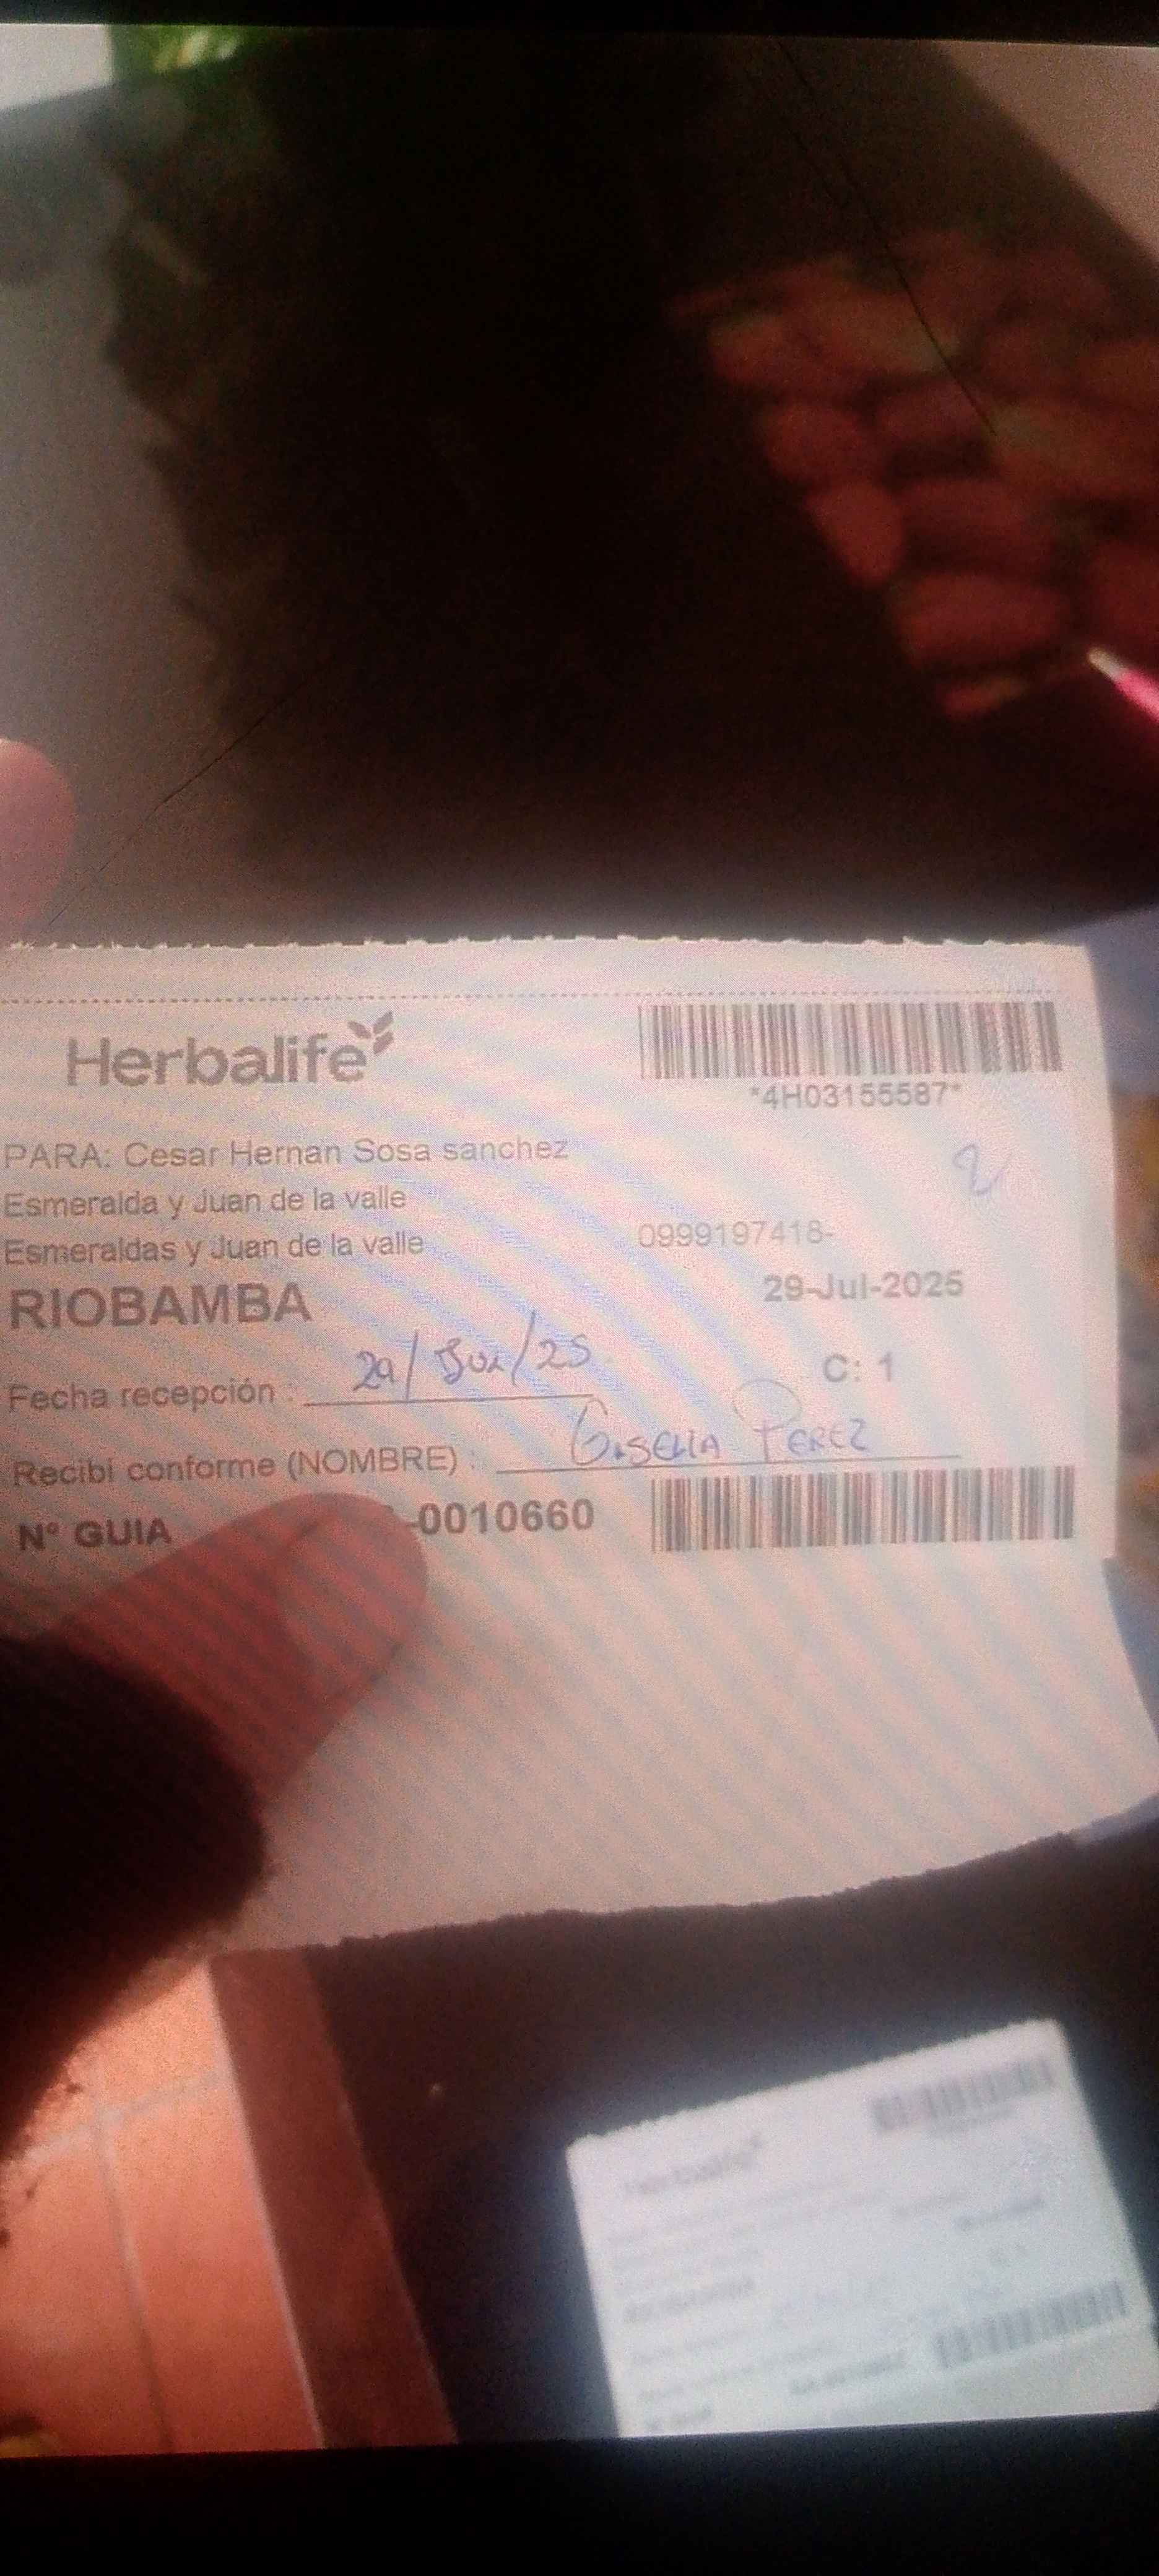 Herbalife
*4H03155587*
PARA: Cesar Hernan Sosa sanchez
Esmeralda y Juan de la valle
Esmeraldas y Juan de la valle
0999197418-
29-Jul-2025
RIOBAMBA
C: 1
Fecha recepción : 29/Jul/25
Recibi conforme (NOMBRE) : Gisella Perez
N° GUIA -0010660